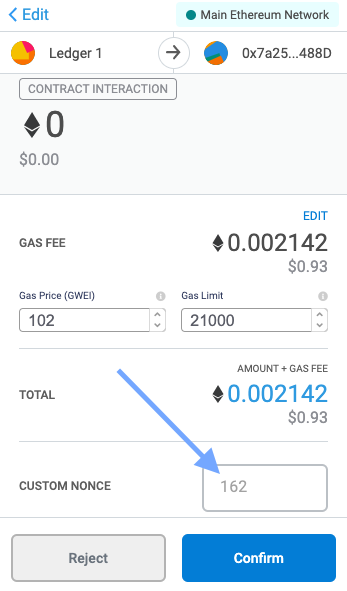 Edit
Main Ethereum Network
Ledger 1
0x7a25...488D
CONTRACT INTERACTION
0
$0.00
EDIT
GAS FEE
0.002142
$0.93
Gas Price (GWEI)
Gas Limit
102
21000
AMOUNT + GAS FEE
TOTAL
0.002142
$0.93
CUSTOM NONCE
162
Reject
Confirm